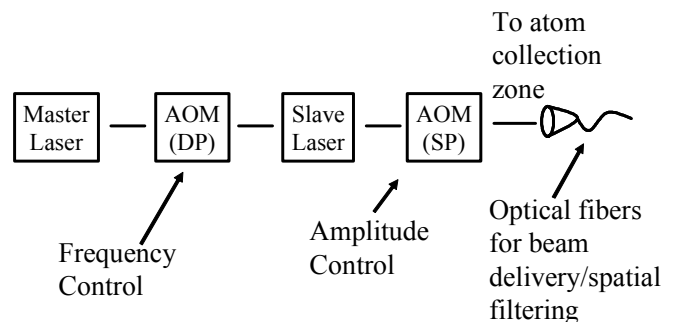 To atom
collection
zone
Master
Laser
AOM
(DP)
Slave
Laser
AOM
(SP)
Frequency
Control
Amplitude
Control
Optical fibers
for beam
delivery/spatial
filtering